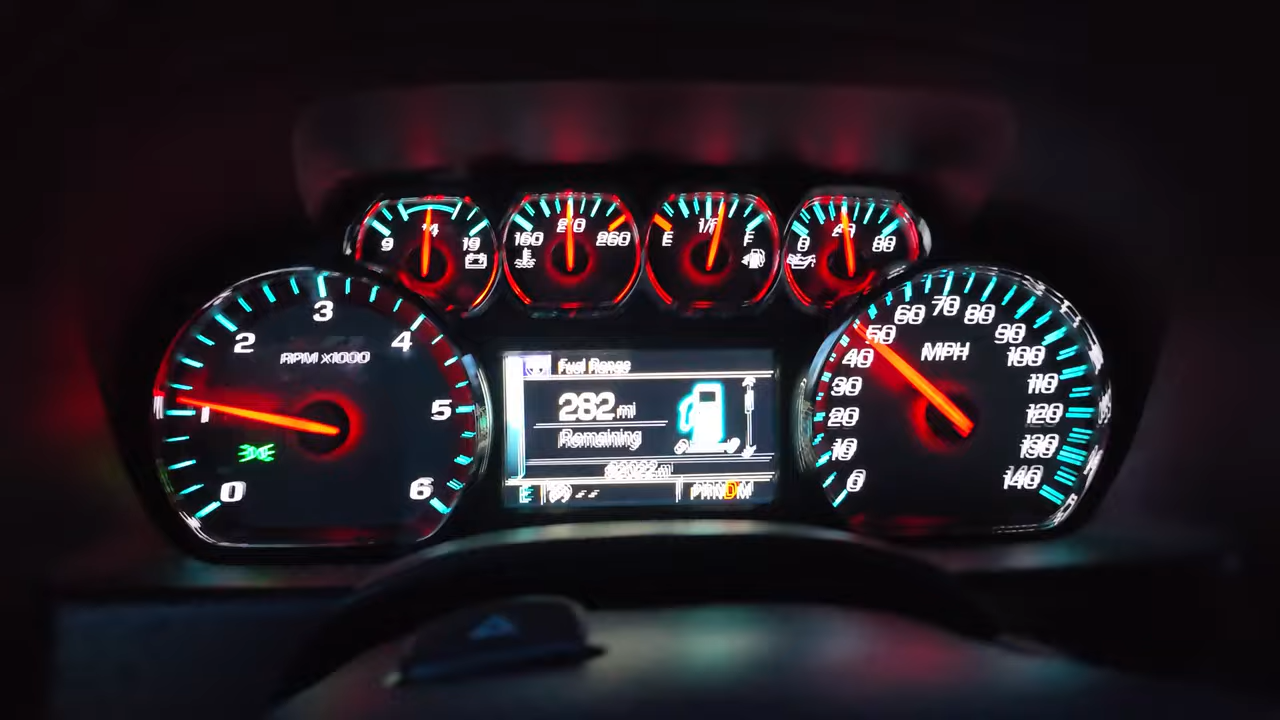 9 14 19
160 210 260
E 1/2 F
0 40 80
0 1 2 3 4 5 6
RPM X1000
Fuel Range
282 mi
Remaining
E
PRNDM
MPH
0 10 20 30 40 50 60 70 80 90 100 110 120 130 140